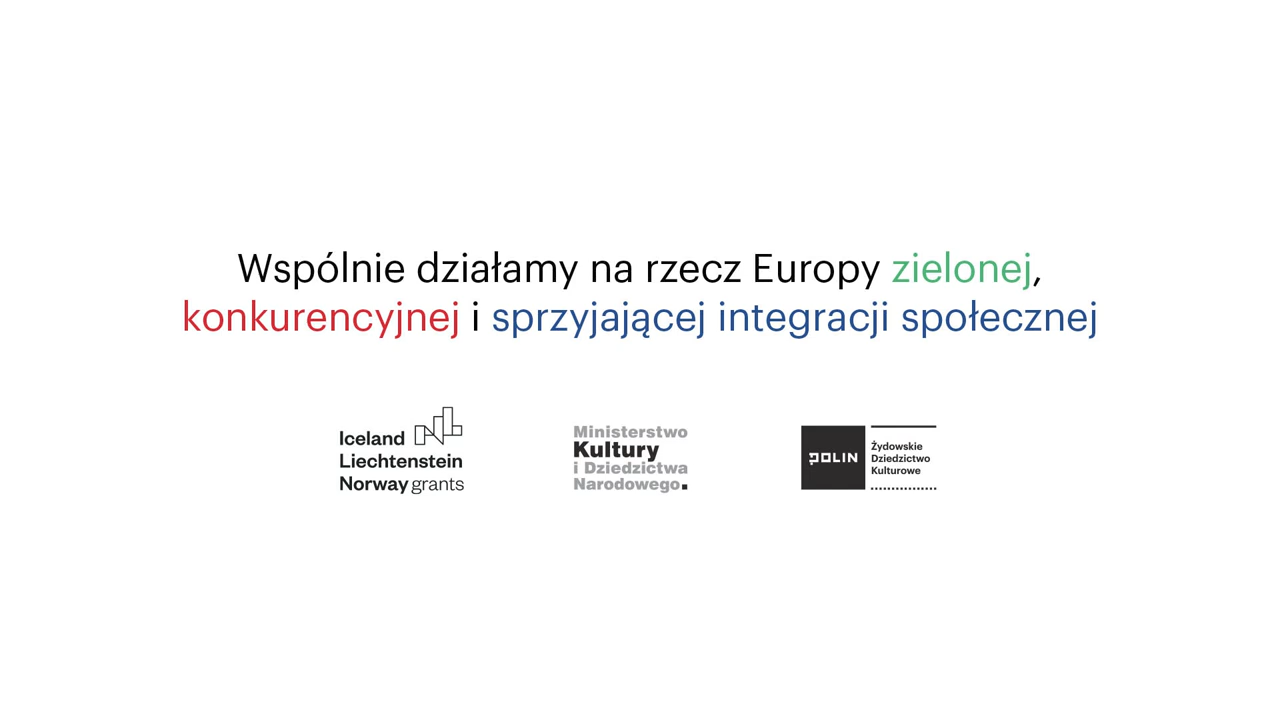 Wspólnie działamy na rzecz Europy zielonej,
konkurencyjnej i sprzyjającej integracji społecznej
Iceland
Liechtenstein
Norway grants
Ministerstwo
Kultury
i Dziedzictwa
Narodowego.
POLIN
Żydowskie
Dziedzictwo
Kulturowe